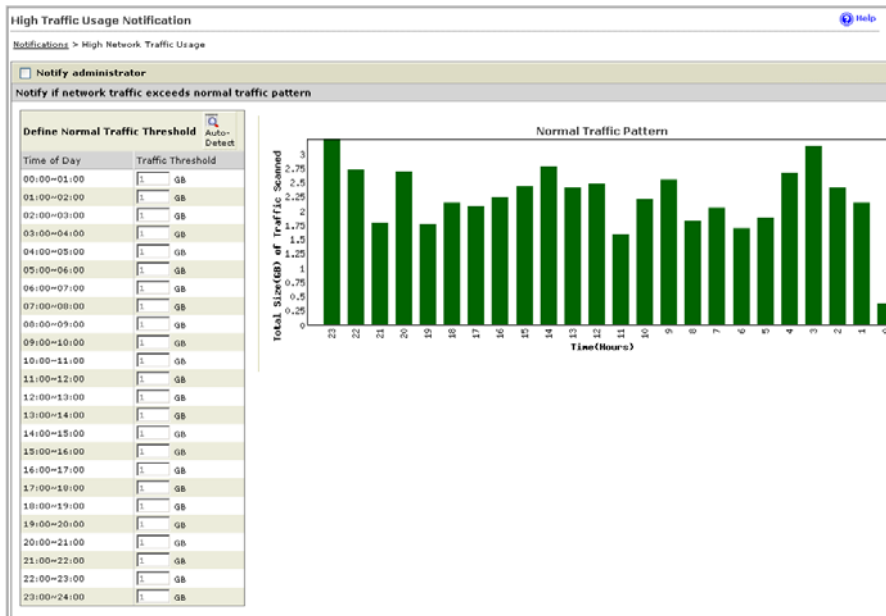 High Traffic Usage Notification
Help
Notifications > High Network Traffic Usage
Notify administrator
Notify if network traffic exceeds normal traffic pattern
Define Normal Traffic Threshold
Auto-
Detect
Time of Day Traffic Threshold
00:00~01:00 1 GB
01:00~02:00 1 GB
02:00~03:00 1 GB
03:00~04:00 1 GB
04:00~05:00 1 GB
05:00~06:00 1 GB
06:00~07:00 1 GB
07:00~08:00 1 GB
08:00~09:00 1 GB
09:00~10:00 1 GB
10:00~11:00 1 GB
11:00~12:00 1 GB
12:00~13:00 1 GB
13:00~14:00 1 GB
14:00~15:00 1 GB
15:00~16:00 1 GB
16:00~17:00 1 GB
17:00~18:00 1 GB
18:00~19:00 1 GB
19:00~20:00 1 GB
20:00~21:00 1 GB
21:00~22:00 1 GB
22:00~23:00 1 GB
23:00~24:00 1 GB
Normal Traffic Pattern
Total Size(GB) of Traffic Scanned
3
2.75
2.5
2.25
2
1.75
1.5
1.25
1
0.75
0.5
0.25
0
23 22 21 20 19 18 17 16 15 14 13 12 11 10 9 8 7 6 5 4 3 2 1 0
Time(Hours)